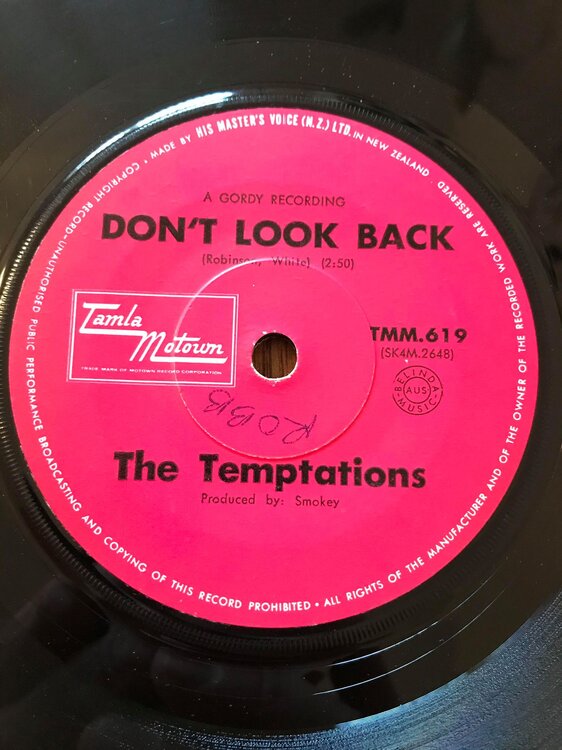 MADE BY HIS MASTER'S VOICE (N.Z.) LTD. IN NEW ZEALAND • COPYRIGHT RECORD—UNAUTHORISED PUBLIC PERFORMANCE BROADCASTING AND COPYING OF THIS RECORD PROHIBITED • ALL RIGHTS OF THE MANUFACTURER AND OF THE OWNER OF THE RECORDED WORK ARE RESERVED
A GORDY RECORDING
DON'T LOOK BACK
(Robinson, White) (2:50)
Tamla
Motown
TRADE MARK OF MOTOWN RECORD CORPORATION
TMM.619
(SK4M.2648)
BELINDA
AUS
MUSIC
ROBB
The Temptations
Produced by: Smokey